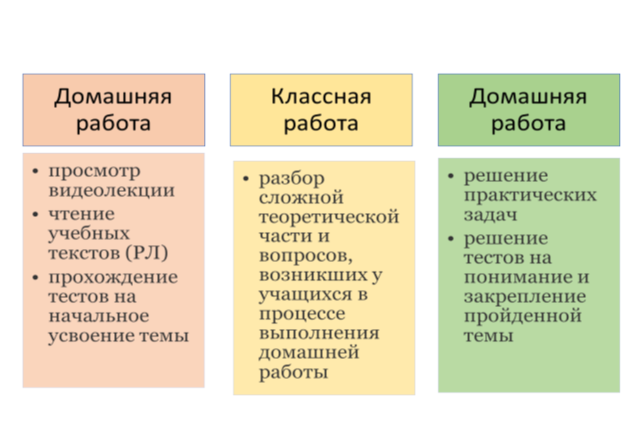 Домашняя
работа
• просмотр
видеолекции
• чтение
учебных
текстов (РЛ)
• прохождение
тестов на
начальное
усвоение темы
Классная
работа
• разбор
сложной
теоретической
части и
вопросов,
возникших у
учащихся в
процессе
выполнения
домашней
работы
Домашняя
работа
• решение
практических
задач
• решение
тестов на
понимание и
закрепление
пройденной
темы